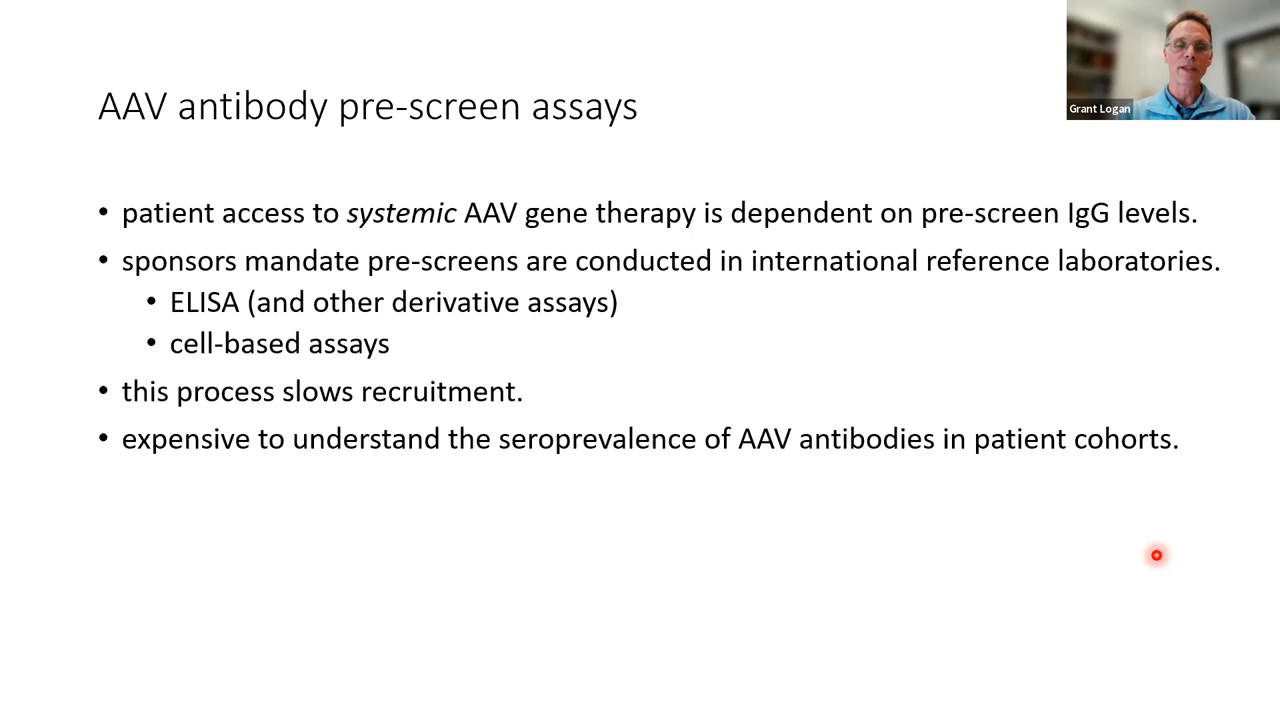 Grant Logan
AAV antibody pre-screen assays
• patient access to systemic AAV gene therapy is dependent on pre-screen IgG levels.
• sponsors mandate pre-screens are conducted in international reference laboratories.
• ELISA (and other derivative assays)
• cell-based assays
• this process slows recruitment.
• expensive to understand the seroprevalence of AAV antibodies in patient cohorts.